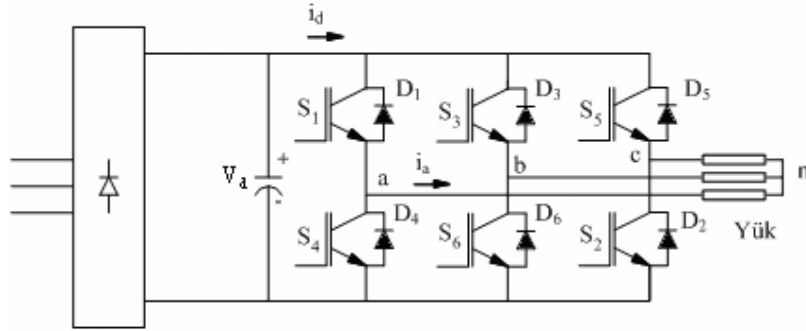 i_d
S_1 D_1 S_3 D_3 S_5 D_5
+
V_d
-
i_a a b c n
S_4 D_4 S_6 D_6 S_2 D_2
Yük